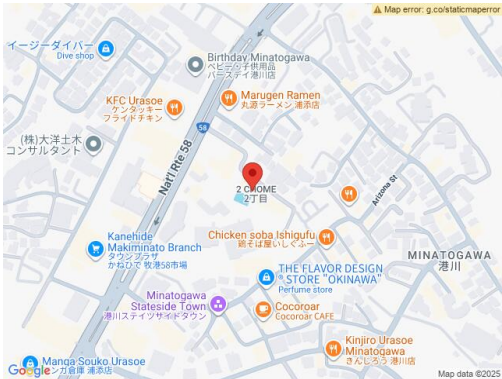 Map error: g.co/staticmaperror
イージーダイバー
Dive shop
Birthday Minatogawa
ベビー・子供用品
バースデイ港川店
KFC Urasoe
ケンタッキー
フライドチキン
Marugen Ramen
丸源ラーメン 浦添店
58
(株)大洋土木
コンサルタント
Nat'l Rte 58
2 CHOME
2丁目
Arizona St
Kanehide
Makiminato Branch
タウンプラザ
かねひで 牧港58市場
Chicken soba Ishigufu
鶏そば屋いしぐふー
MINATOGAWA
港川
THE FLAVOR DESIGN
STORE "OKINAWA"
Perfume store
Minatogawa
Stateside Town
港川ステイツサイドタウン
Cocoroar
Cocoroar CAFE
Kinjiro Urasoe
Minatogawa
きんじろう 港川店
Manga Souko Urasoe
マンガ倉庫 浦添店
Google
Map data ©2025